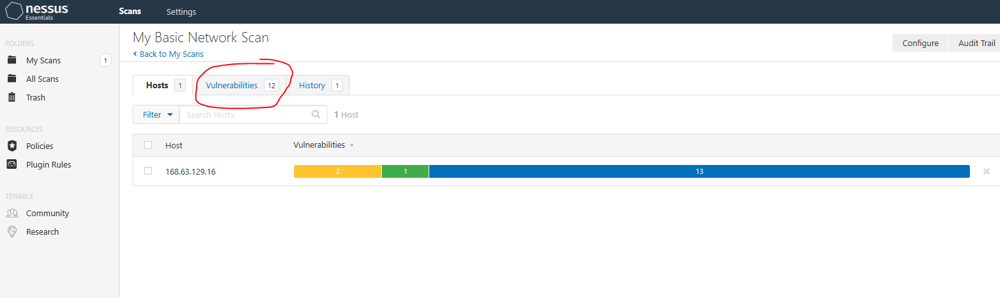 nessus
Essentials
Scans
Settings
FOLDERS
My Scans 1
All Scans
Trash
RESOURCES
Policies
Plugin Rules
TENABLE
Community
Research
My Basic Network Scan
Back to My Scans
Configure
Audit Trail
Hosts 1
Vulnerabilities 12
History 1
Filter
Search Hosts
1 Host
Host
Vulnerabilities
168.63.129.16
2
1
13